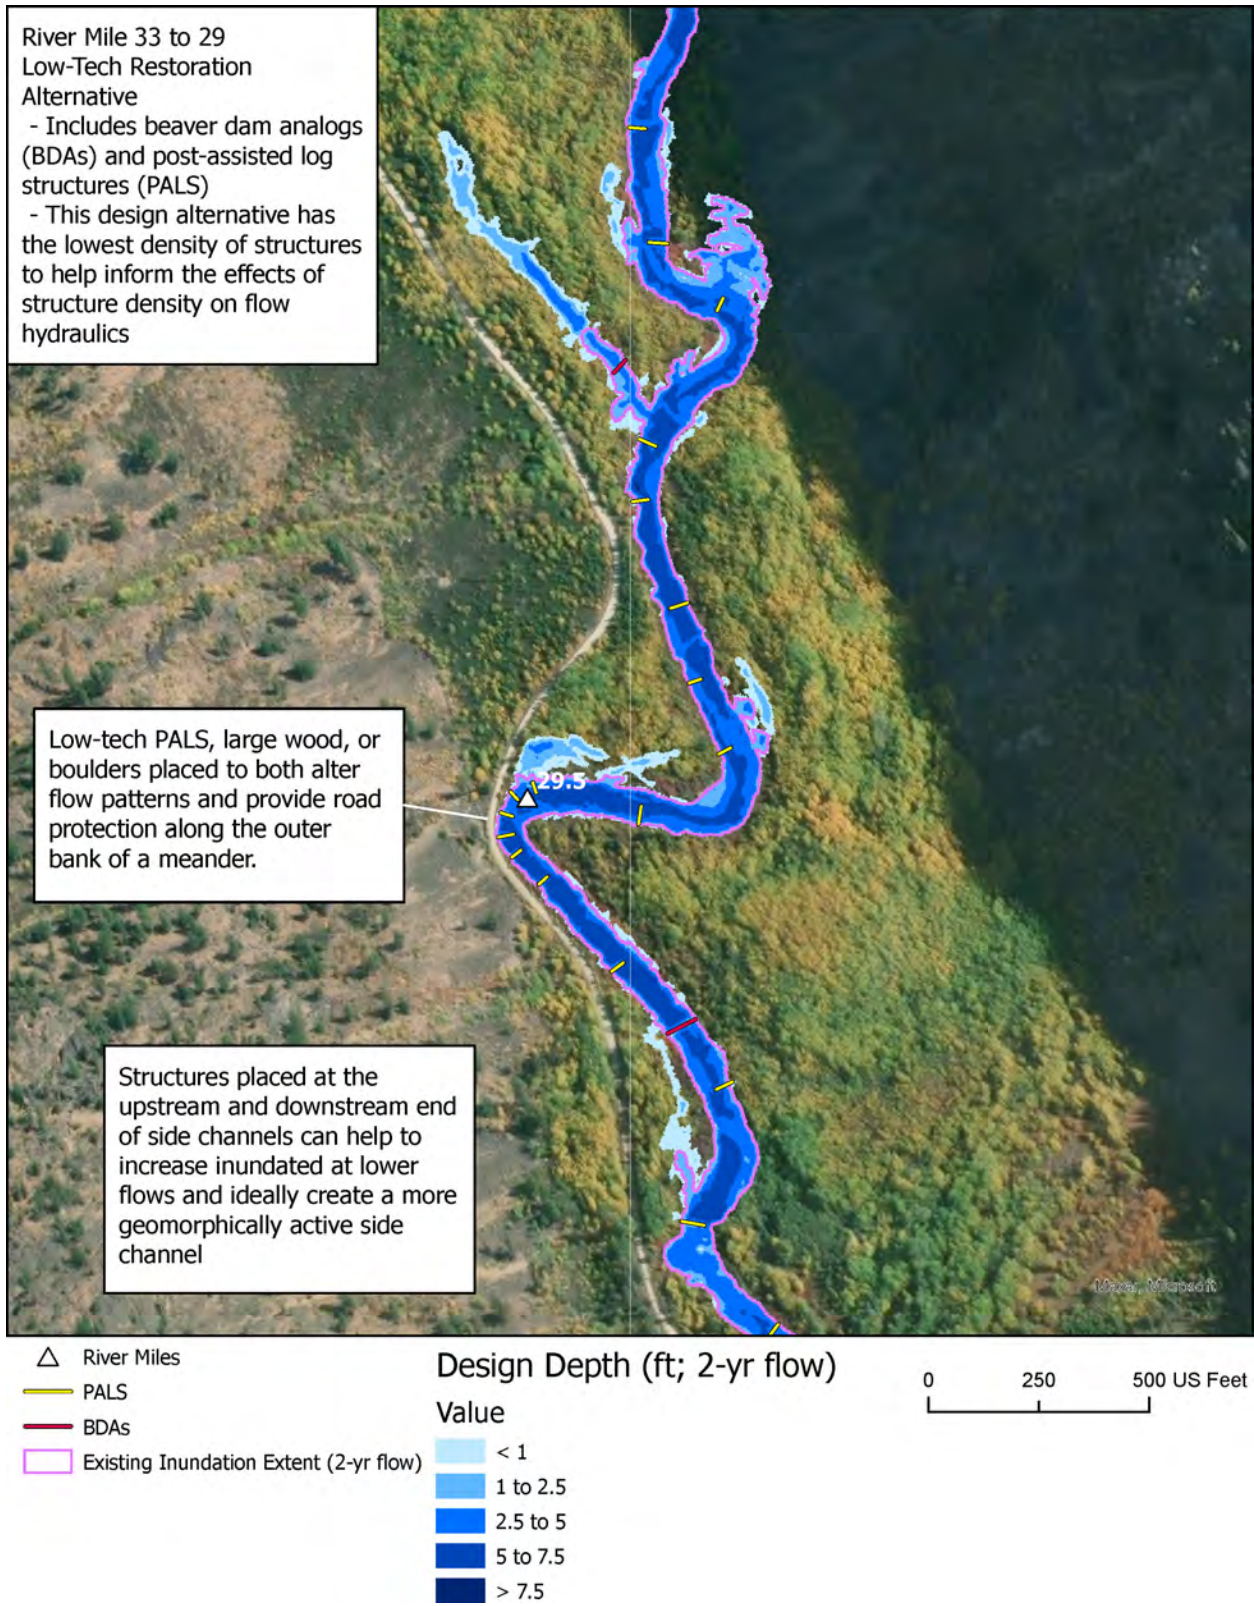 River Mile 33 to 29
Low-Tech Restoration
Alternative
- Includes beaver dam analogs
(BDAs) and post-assisted log
structures (PALS)
- This design alternative has
the lowest density of structures
to help inform the effects of
structure density on flow
hydraulics
29.5
Low-tech PALS, large wood, or
boulders placed to both alter
flow patterns and provide road
protection along the outer
bank of a meander.
Structures placed at the
upstream and downstream end
of side channels can help to
increase inundated at lower
flows and ideally create a more
geomorphically active side
channel
Maxar, Microsoft
River Miles
PALS
BDAs
Existing Inundation Extent (2-yr flow)
Design Depth (ft; 2-yr flow)
Value
< 1
1 to 2.5
2.5 to 5
5 to 7.5
> 7.5
0 250 500 US Feet